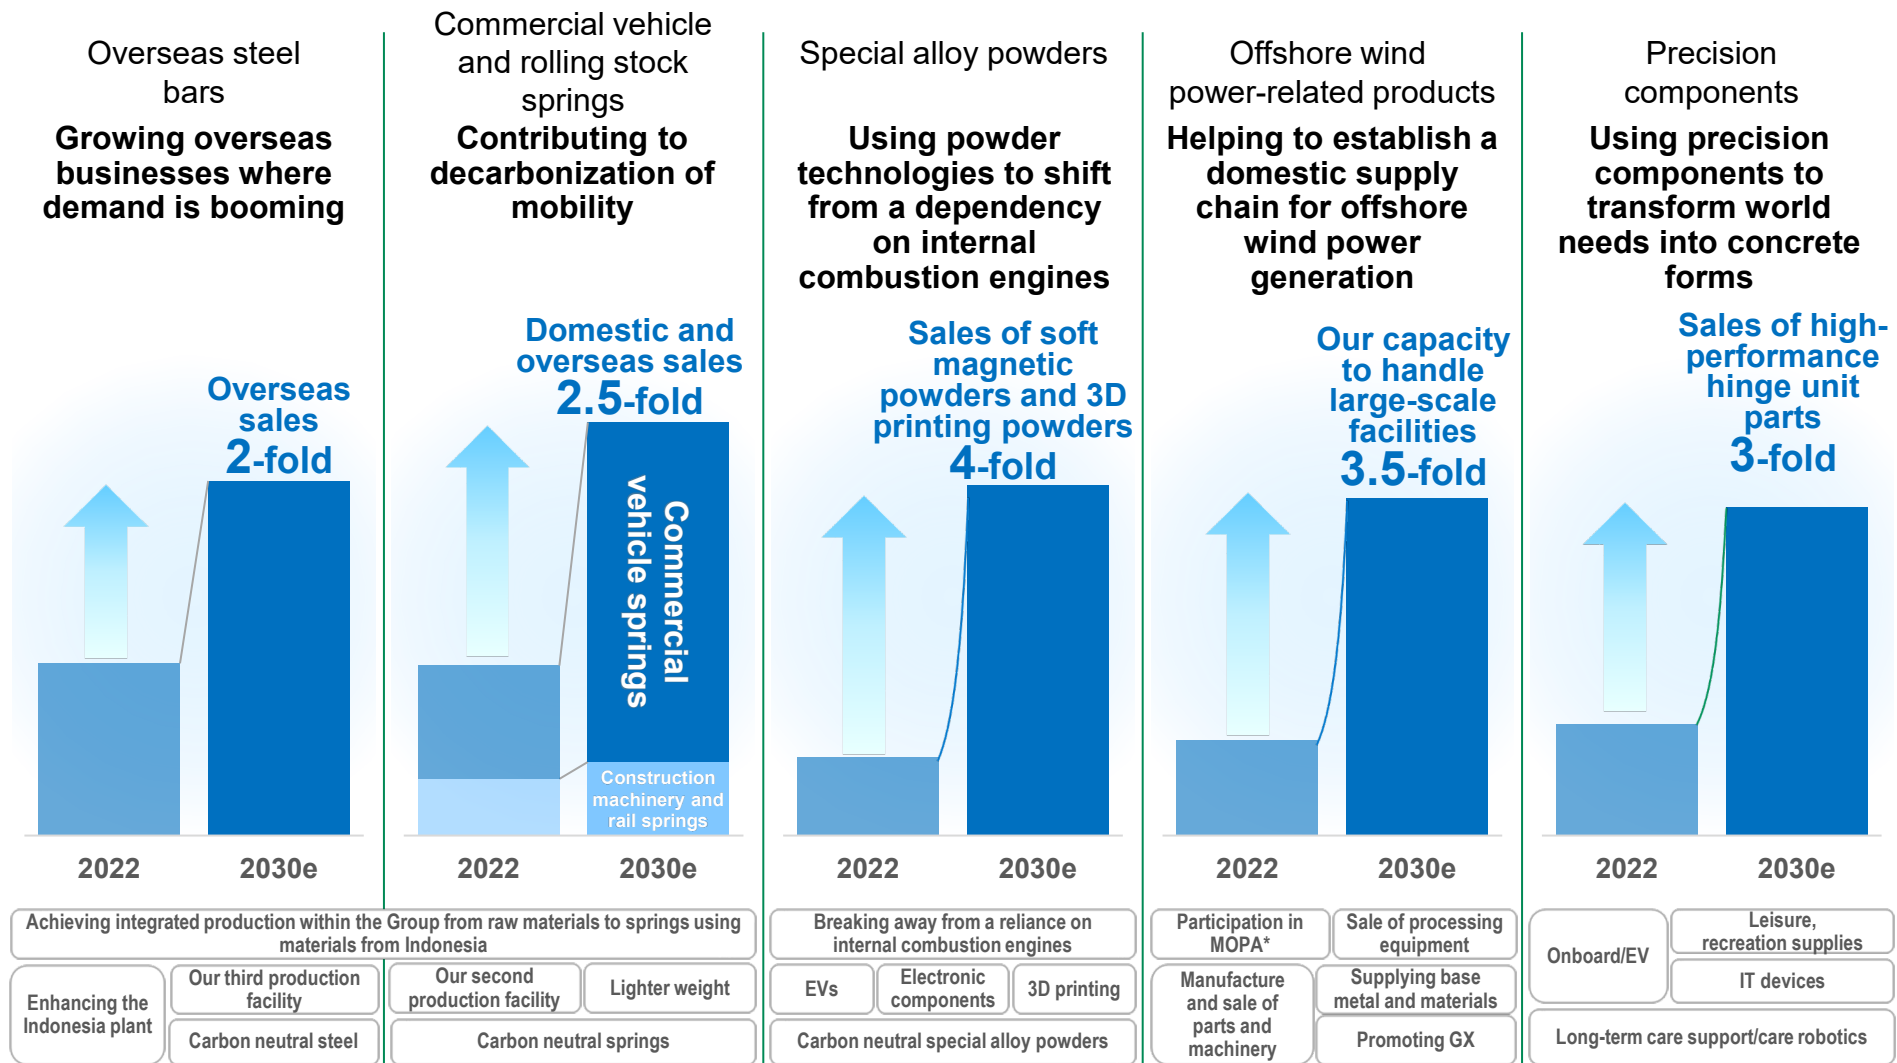 Overseas steel
bars
Growing overseas
businesses where
demand is booming
Overseas
sales
2-fold
2022
2030e
Commercial vehicle
and rolling stock
springs
Contributing to
decarbonization of
mobility
Domestic and
overseas sales
2.5-fold
Commercial
vehicle springs
Construction
machinery and
rail springs
2022
2030e
Special alloy powders
Using powder
technologies to shift
from a dependency
on internal
combustion engines
Sales of soft
magnetic
powders and 3D
printing powders
4-fold
2022
2030e
Offshore wind
power-related products
Helping to establish a
domestic supply
chain for offshore
wind power
generation
Our capacity
to handle
large-scale
facilities
3.5-fold
2022
2030e
Precision
components
Using precision
components to
transform world
needs into concrete
forms
Sales of high-
performance
hinge unit
parts
3-fold
2022
2030e
Achieving integrated production within the Group from raw materials to springs using
materials from Indonesia
Enhancing the
Indonesia plant
Our third production
facility
Carbon neutral steel
Our second
production facility
Lighter weight
Carbon neutral springs
Breaking away from a reliance on
internal combustion engines
EVs
Electronic
components
3D printing
Carbon neutral special alloy powders
Participation in
MOPA*
Sale of processing
equipment
Manufacture
and sale of
parts and
machinery
Supplying base
metal and materials
Promoting GX
Onboard/EV
Leisure,
recreation supplies
IT devices
Long-term care support/care robotics